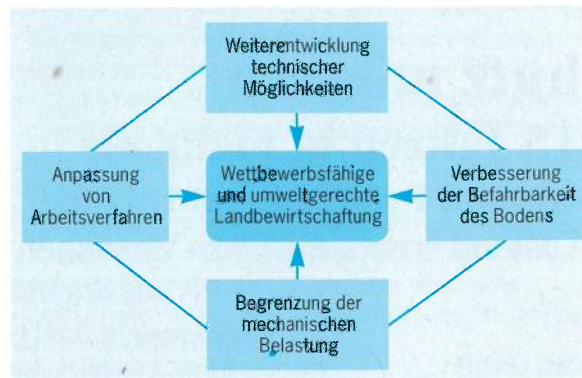 Weiterentwicklung
technischer
Möglichkeiten
Anpassung
von
Arbeitsverfahren
Wettbewerbsfähige
und umweltgerechte
Landbewirtschaftung
Verbesserung
der Befahrbarkeit
des Bodens
Begrenzung der
mechanischen
Belastung